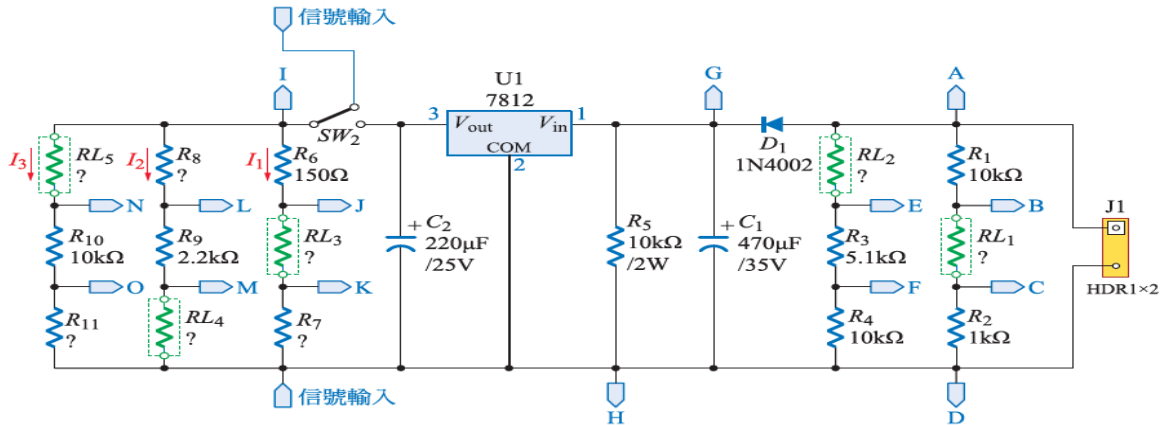 信號輸入
I
G
A
U1
7812
3
Vout
Vin
1
COM
2
SW2
D1
1N4002
I3
RL5
?
I2
R8
?
I1
R6
150Ω
RL2
?
R1
10kΩ
N
L
J
E
B
J1
R10
10kΩ
R9
2.2kΩ
RL3
?
+
C2
220μF
/25V
R5
10kΩ
/2W
+
C1
470μF
/35V
R3
5.1kΩ
RL1
?
O
M
K
F
C
HDR1×2
R11
?
RL4
?
R7
?
R4
10kΩ
R2
1kΩ
信號輸入
H
D